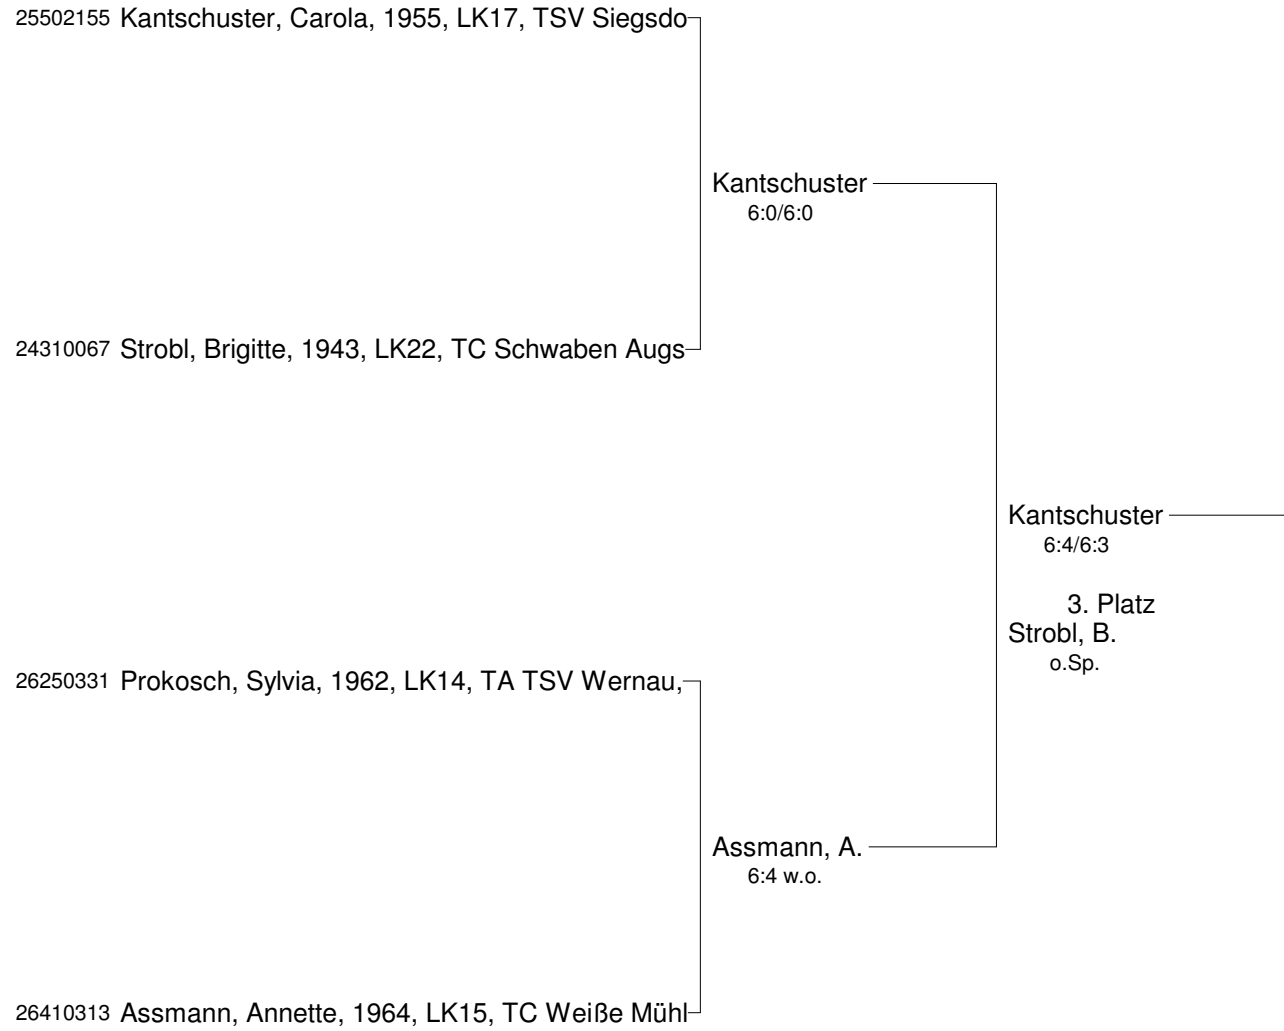 25502155 Kantschuster, Carola, 1955, LK17, TSV Siegsdo
Kantschuster
6:0/6:0
24310067 Strobl, Brigitte, 1943, LK22, TC Schwaben Augs
Kantschuster
6:4/6:3
3. Platz
Strobl, B.
o.Sp.
26250331 Prokosch, Sylvia, 1962, LK14, TA TSV Wernau,
Assmann, A.
6:4 w.o.
26410313 Assmann, Annette, 1964, LK15, TC Weiße Mühl